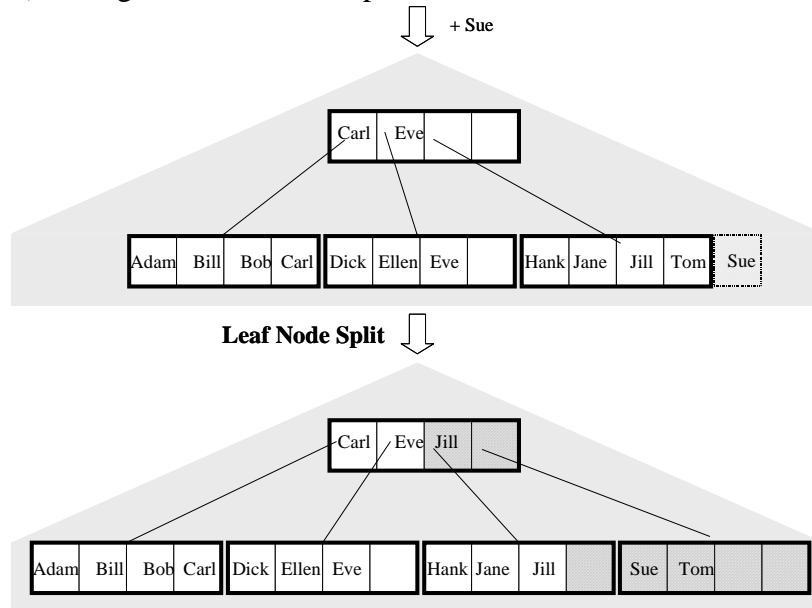 + Sue
Carl Eve
Adam Bill Bob Carl Dick Ellen Eve Hank Jane Jill Tom Sue
Leaf Node Split
Carl Eve Jill
Adam Bill Bob Carl Dick Ellen Eve Hank Jane Jill Sue Tom